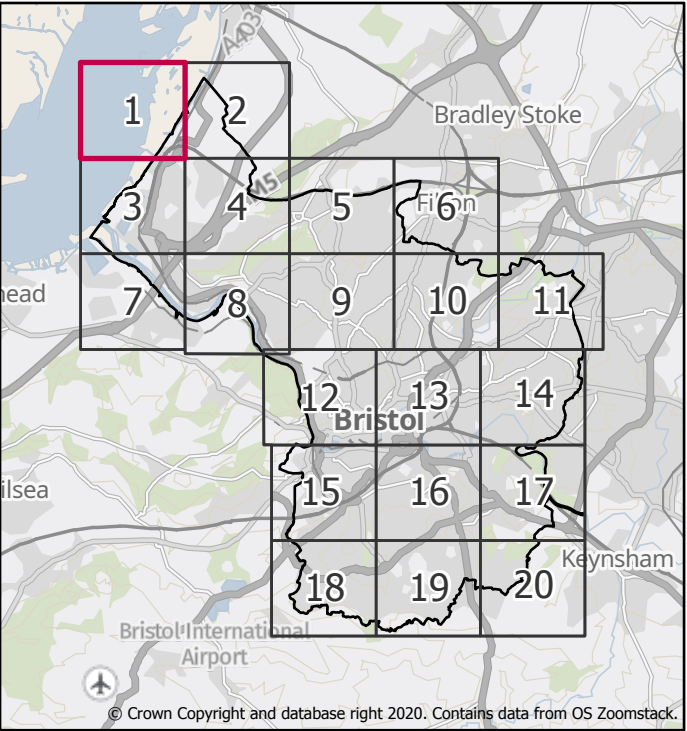 A403
1
2
Bradley Stoke
M5
3
4
5
6
Filton
7
8
9
10
11
12
13
14
Bristol
15
16
17
Keynsham
18
19
20
Bristol International
Airport
© Crown Copyright and database right 2020. Contains data from OS Zoomstack.